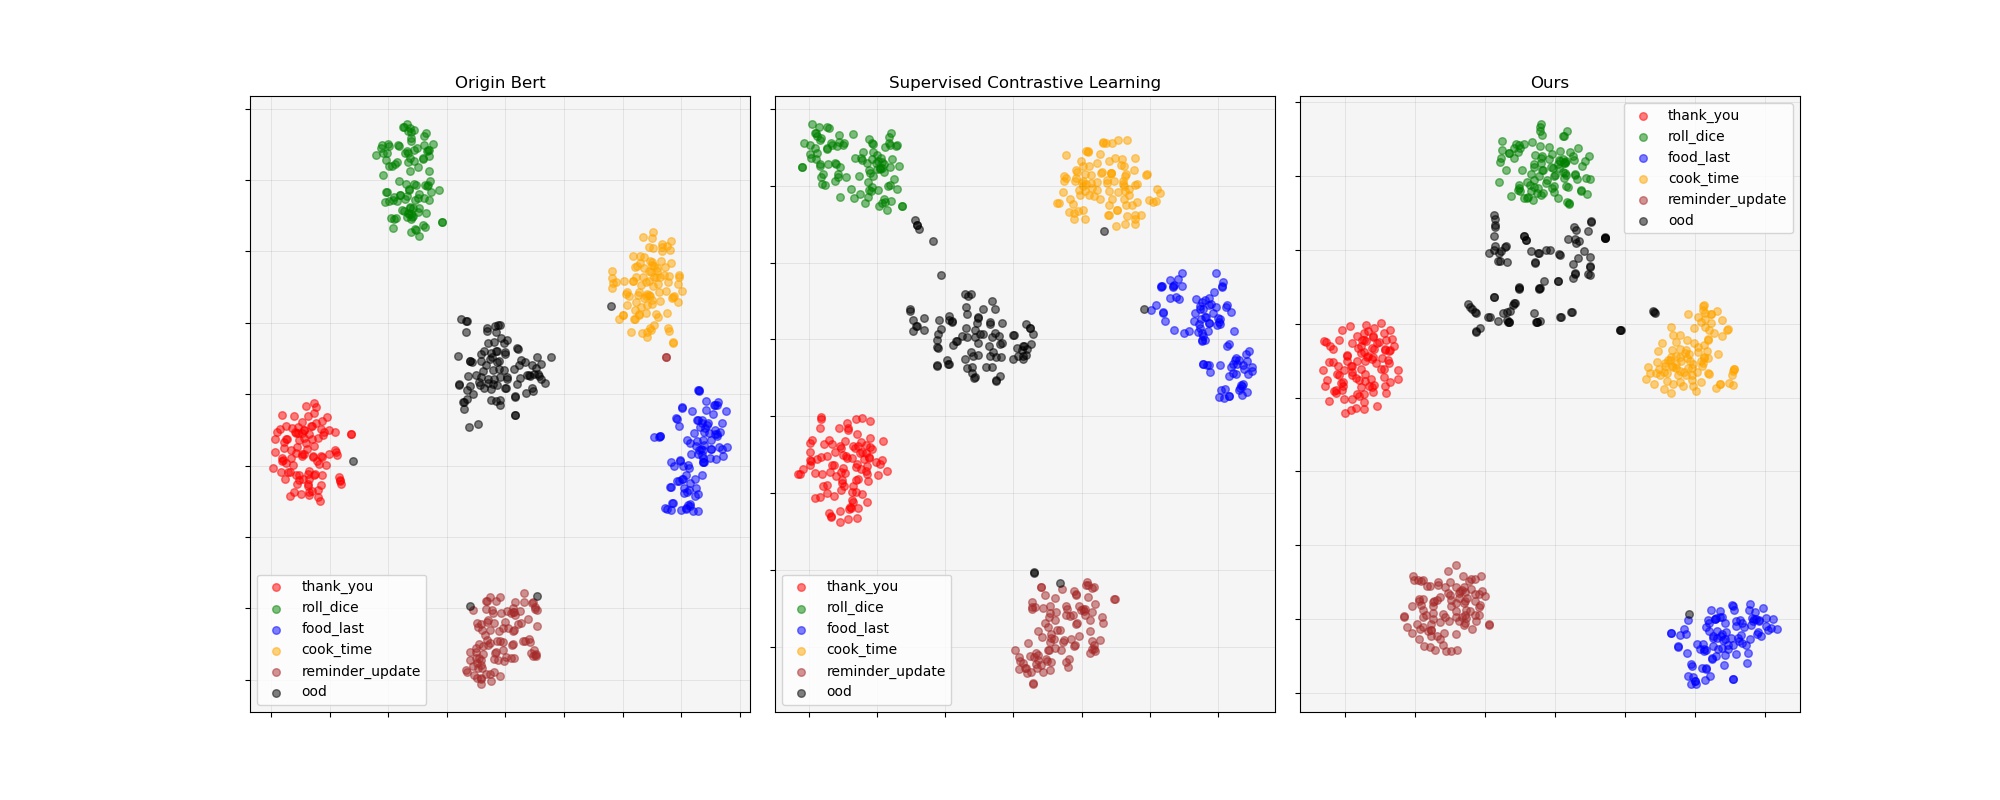 Origin Bert
thank_you
roll_dice
food_last
cook_time
reminder_update
ood
Supervised Contrastive Learning
thank_you
roll_dice
food_last
cook_time
reminder_update
ood
Ours
thank_you
roll_dice
food_last
cook_time
reminder_update
ood